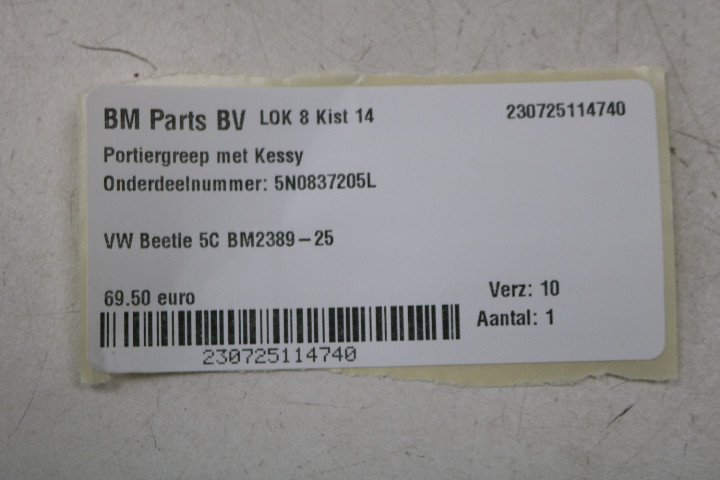 BM Parts BV LOK 8 Kist 14 230725114740
Portiergreep met Kessy
Onderdeelnummer: 5N0837205L
VW Beetle 5C BM2389-25
69.50 euro Verz: 10
Aantal: 1
230725114740